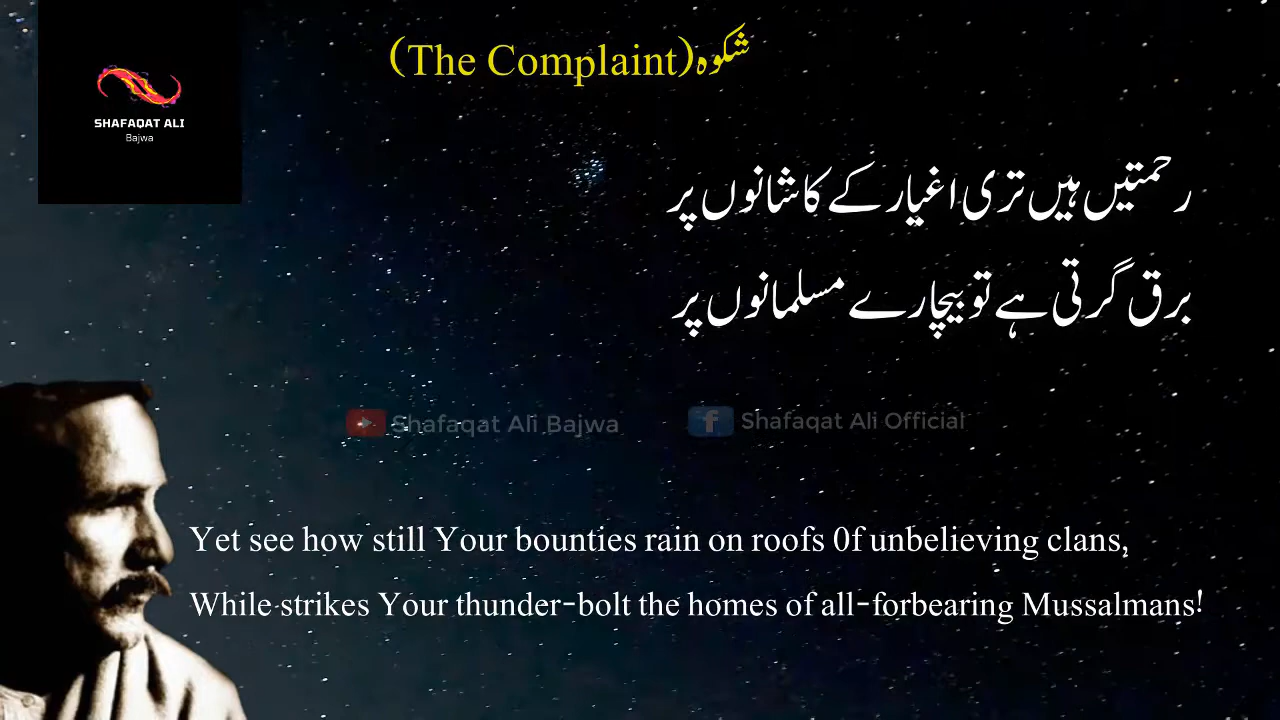 شکوہ(The Complaint)
SHAFAQAT ALI
Bajwa
رحمتیں ہیں تری اغیار کے کاشانوں پر
برق گرتی ہے تو بیچارے مسلمانوں پر
Shafaqat Ali Bajwa
Shafaqat Ali Official
Yet see how still Your bounties rain on roofs 0f unbelieving clans,
While strikes Your thunder-bolt the homes of all-forbearing Mussalmans!